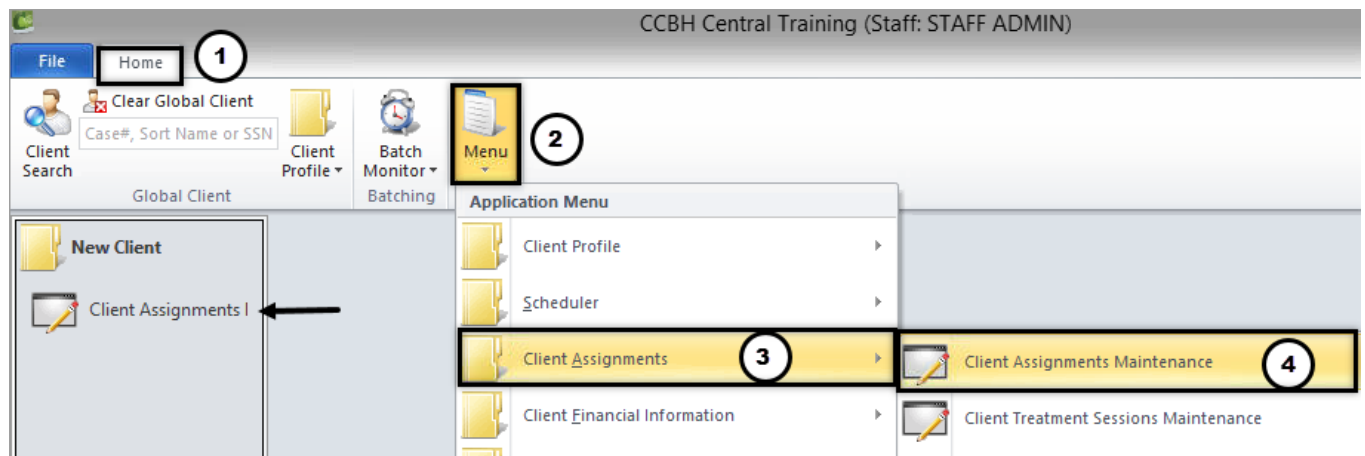 CCBH Central Training (Staff: STAFF ADMIN)
File
Home
1
Clear Global Client
Case#, Sort Name or SSN
Client
Search
Client
Profile
Batch
Monitor
Menu
2
Global Client
Batching
Application Menu
New Client
Client Assignments I
Client Profile
Scheduler
Client Assignments
3
Client Assignments Maintenance
4
Client Financial Information
Client Treatment Sessions Maintenance